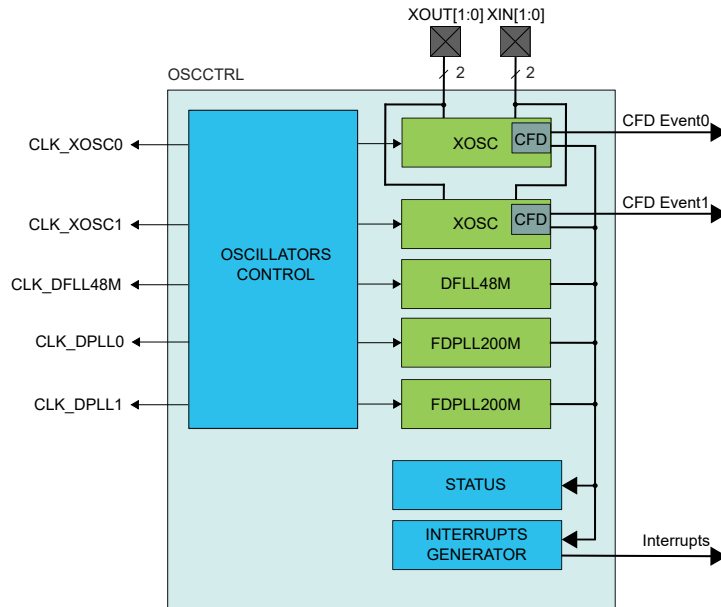 XOUT[1:0] XIN[1:0]
2 2
OSCCTRL
CFD Event0
CLK_XOSC0
XOSC
CFD
CFD Event1
CLK_XOSC1
XOSC
CFD
OSCILLATORS
CONTROL
CLK_DFLL48M
DFLL48M
CLK_DPLL0
FDPLL200M
CLK_DPLL1
FDPLL200M
STATUS
INTERRUPTS
GENERATOR
Interrupts